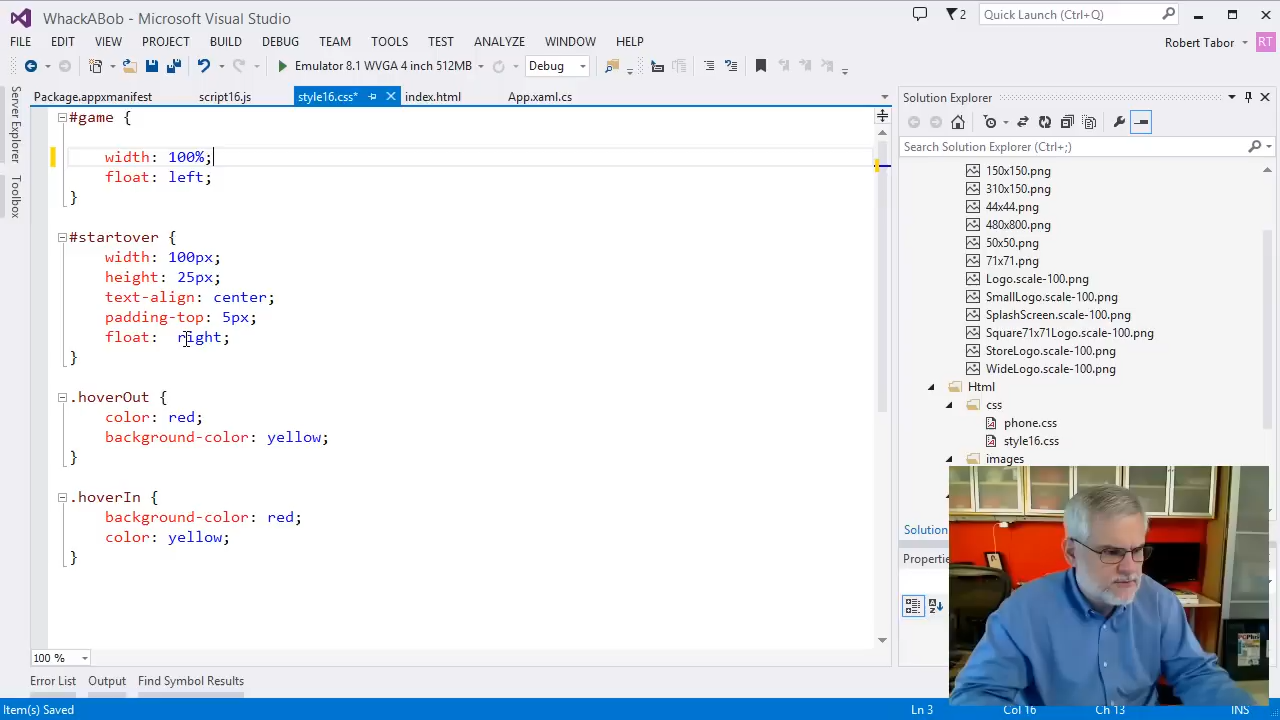 WhackABob - Microsoft Visual Studio
2
Quick Launch (Ctrl+Q)
FILE EDIT VIEW PROJECT BUILD DEBUG TEAM TOOLS TEST ANALYZE WINDOW HELP
Robert Tabor
RT
Emulator 8.1 WVGA 4 inch 512MB
Debug
Server Explorer
Toolbox
Package.appxmanifest script16.js style16.css* index.html App.xaml.cs
#game {
width: 100%;
float: left;
}
#startover {
width: 100px;
height: 25px;
text-align: center;
padding-top: 5px;
float: right;
}
.hoverOut {
color: red;
background-color: yellow;
}
.hoverIn {
background-color: red;
color: yellow;
}
100 %
Solution Explorer
Search Solution Explorer (Ctrl+;)
150x150.png
310x150.png
44x44.png
480x800.png
50x50.png
71x71.png
Logo.scale-100.png
SmallLogo.scale-100.png
SplashScreen.scale-100.png
Square71x71Logo.scale-100.png
StoreLogo.scale-100.png
WideLogo.scale-100.png
Html
css
phone.css
style16.css
images
Solution
Properties
Error List Output Find Symbol Results
Item(s) Saved
Ln 3 Col 16 Ch 13 INS